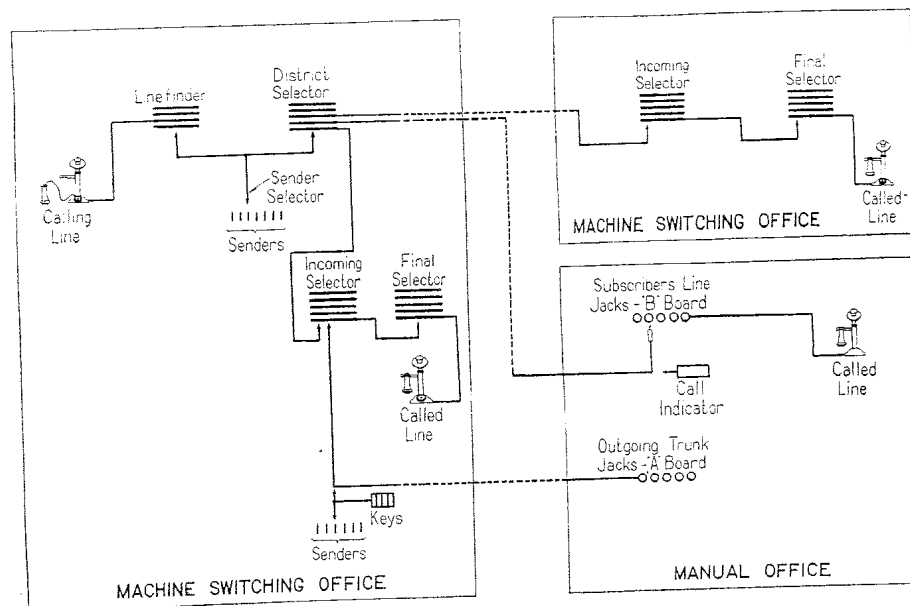 Linefinder
District
Selector
Calling
Line
Sender
Selector
Senders
Incoming
Selector
Final
Selector
Called
Line
Keys
Senders
MACHINE SWITCHING OFFICE
Incoming
Selector
Final
Selector
Called-
Line
MACHINE SWITCHING OFFICE
Subscribers Line
Jacks-"B" Board
Called
Line
Call
Indicator
Outgoing Trunk
Jacks-"A" Board
MANUAL OFFICE